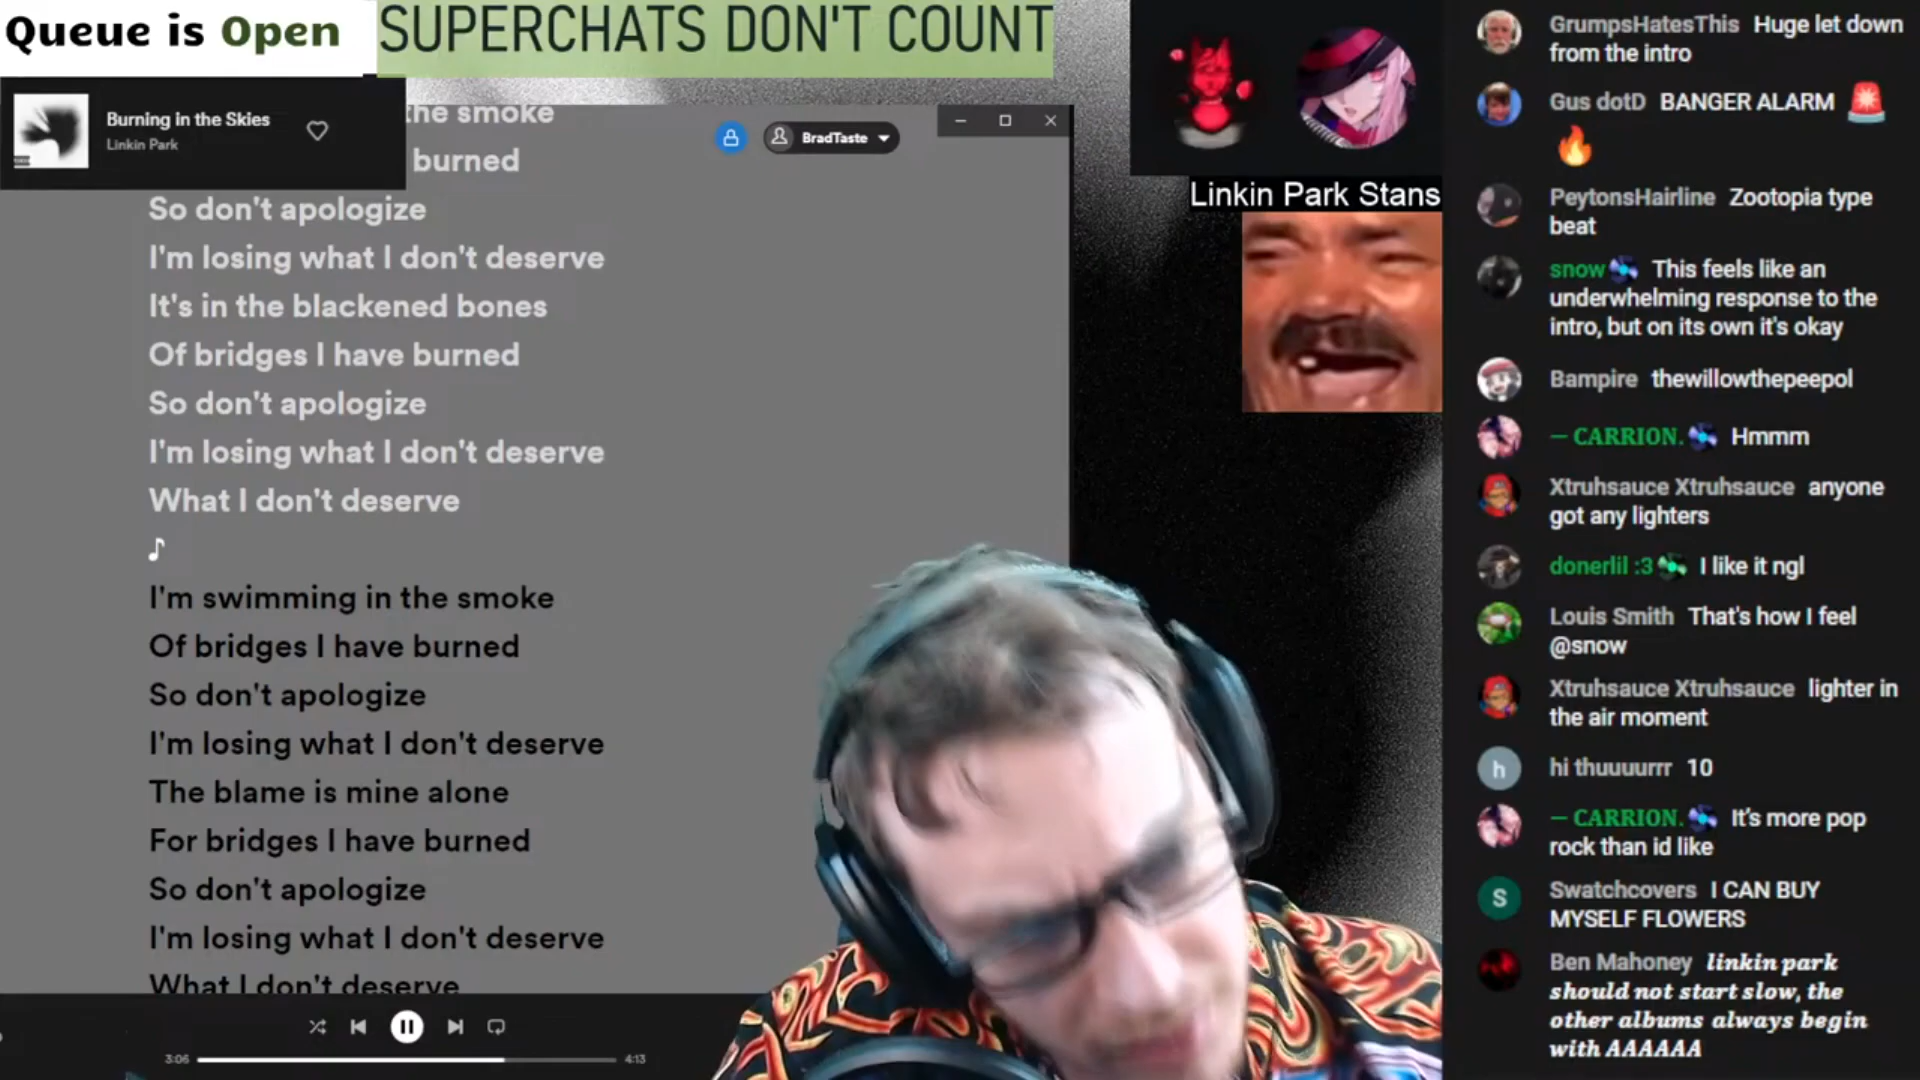 Queue is Open
SUPERCHATS DON'T COUNT
Burning in the Skies
Linkin Park
BradTaste
the smoke
burned
So don't apologize
I'm losing what I don't deserve
It's in the blackened bones
Of bridges I have burned
So don't apologize
I'm losing what I don't deserve
What I don't deserve
♪
I'm swimming in the smoke
Of bridges I have burned
So don't apologize
I'm losing what I don't deserve
The blame is mine alone
For bridges I have burned
So don't apologize
I'm losing what I don't deserve
What I don't deserve
3:06
4:13
Linkin Park Stans
GrumpsHatesThis Huge let down
from the intro
Gus dotD BANGER ALARM 🚨
🔥
PeytonsHairline Zootopia type
beat
snow This feels like an
underwhelming response to the
intro, but on its own it's okay
Bampire thewillowthepeepol
— CARRION. Hmmm
Xtruhsauce Xtruhsauce anyone
got any lighters
donerlil :3 I like it ngl
Louis Smith That's how I feel
@snow
Xtruhsauce Xtruhsauce lighter in
the air moment
h
hi thuuuurrr 10
— CARRION. It's more pop
rock than id like
S
Swatchcovers I CAN BUY
MYSELF FLOWERS
Ben Mahoney linkin park
should not start slow, the
other albums always begin
with AAAAAA